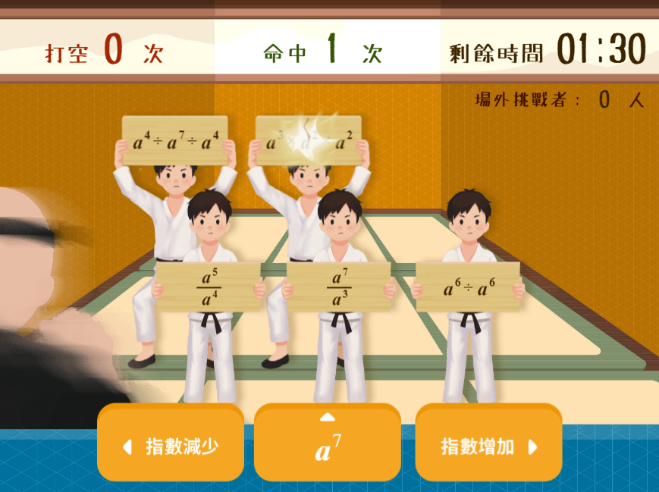 打空 0 次 命中 1 次 剩餘時間 01:30
場外挑戰者： 0 人
a⁴÷a⁷÷a⁴ a a²
a⁵/a⁴ a⁷/a³ a⁶÷a⁶
指數減少 a⁷ 指數增加